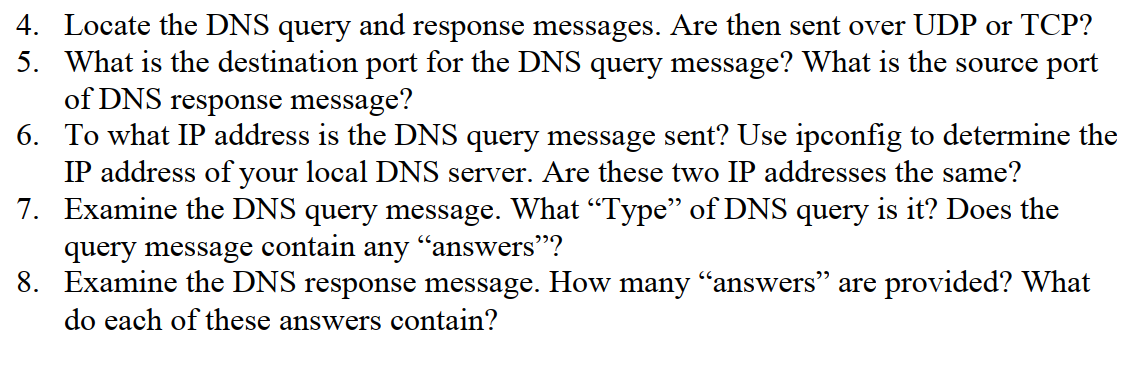 4. Locate the DNS query and response messages. Are then sent over UDP or TCP?
5. What is the destination port for the DNS query message? What is the source port
of DNS response message?
6. To what IP address is the DNS query message sent? Use ipconfig to determine the
IP address of your local DNS server. Are these two IP addresses the same?
7. Examine the DNS query message. What “Type” of DNS query is it? Does the
query message contain any “answers”?
8. Examine the DNS response message. How many “answers” are provided? What
do each of these answers contain?